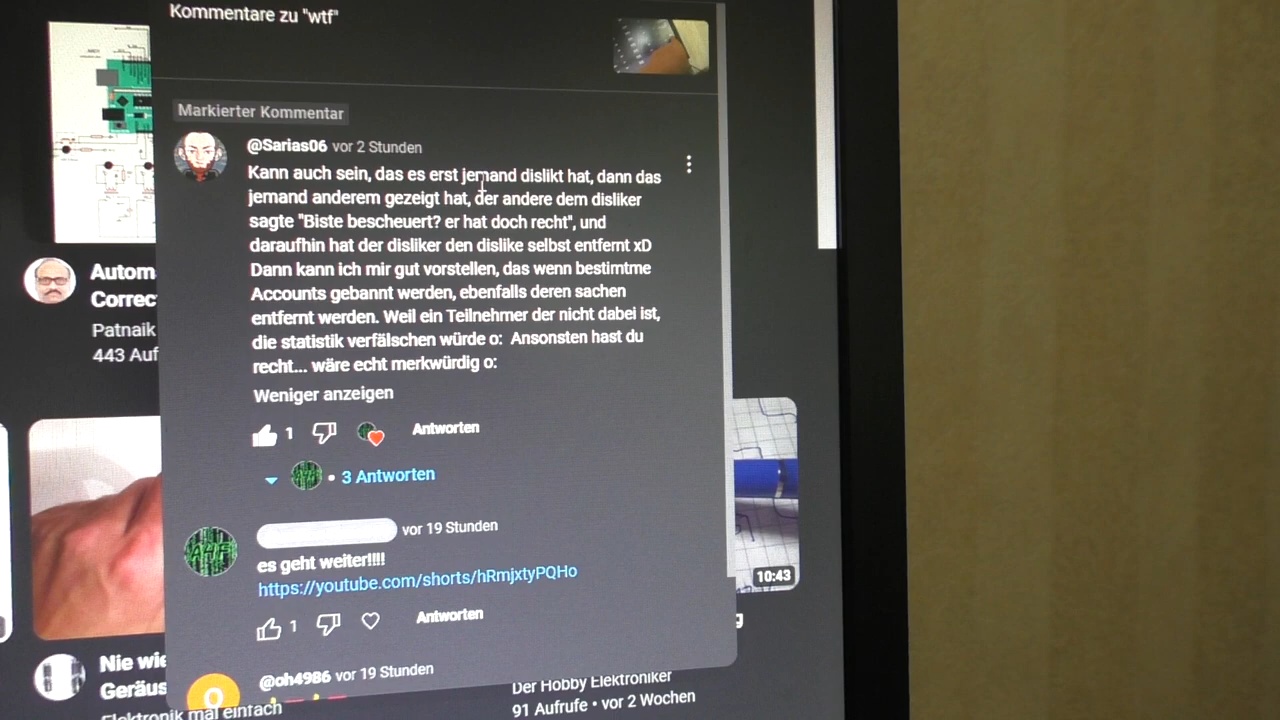 Kommentare zu "wtf"
Markierter Kommentar
@Sarias06 vor 2 Stunden
Kann auch sein, das es erst jemand dislikt hat, dann das
jemand anderem gezeigt hat, der andere dem disliker
sagte "Biste bescheuert? er hat doch recht", und
daraufhin hat der disliker den dislike selbst entfernt xD
Dann kann ich mir gut vorstellen, das wenn bestimtme
Accounts gebannt werden, ebenfalls deren sachen
entfernt werden. Weil ein Teilnehmer der nicht dabei ist,
die statistik verfälschen würde o: Ansonsten hast du
recht... wäre echt merkwürdig o:
Weniger anzeigen
1 Antworten
3 Antworten
A4F
vor 19 Stunden
es geht weiter!!!!
https://youtube.com/shorts/hRmjxtyPQHo
1 Antworten
@oh4986 vor 19 Stunden
O
Autom
Correc
Patnaik
443 Auf
10:43
g
Nie wie
Geräus
Elektronik mal einfach
Der Hobby Elektroniker
91 Aufrufe • vor 2 Wochen